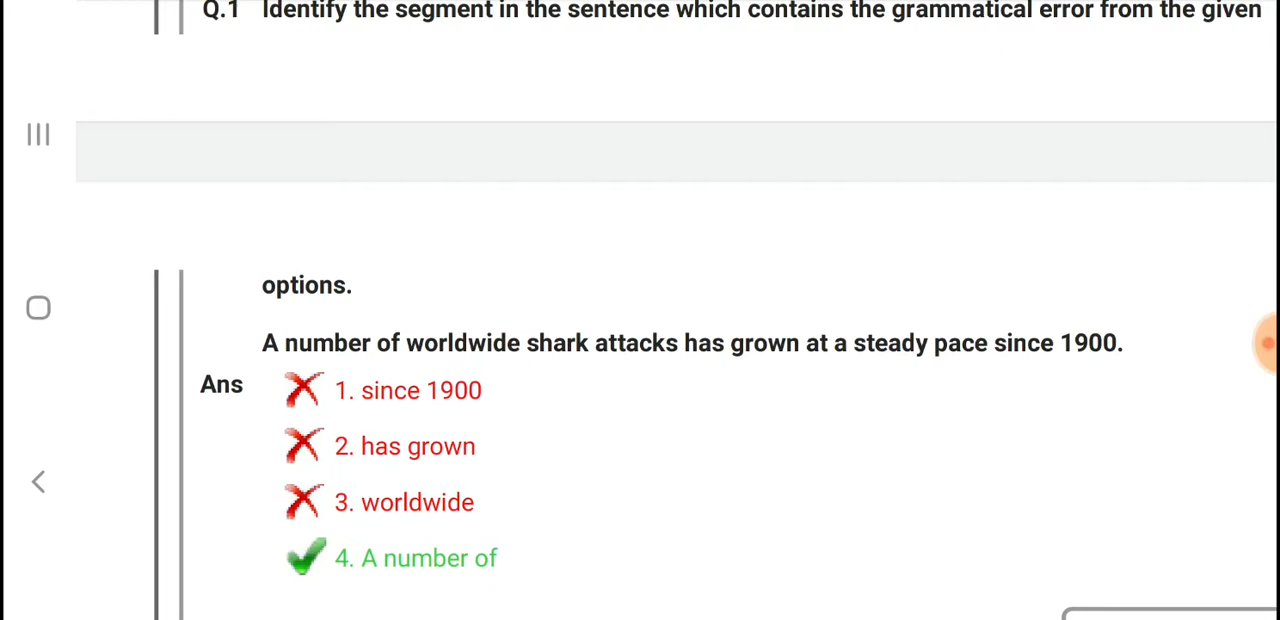 Q.1 Identify the segment in the sentence which contains the grammatical error from the given
options.
A number of worldwide shark attacks has grown at a steady pace since 1900.
Ans 1. since 1900
2. has grown
3. worldwide
4. A number of